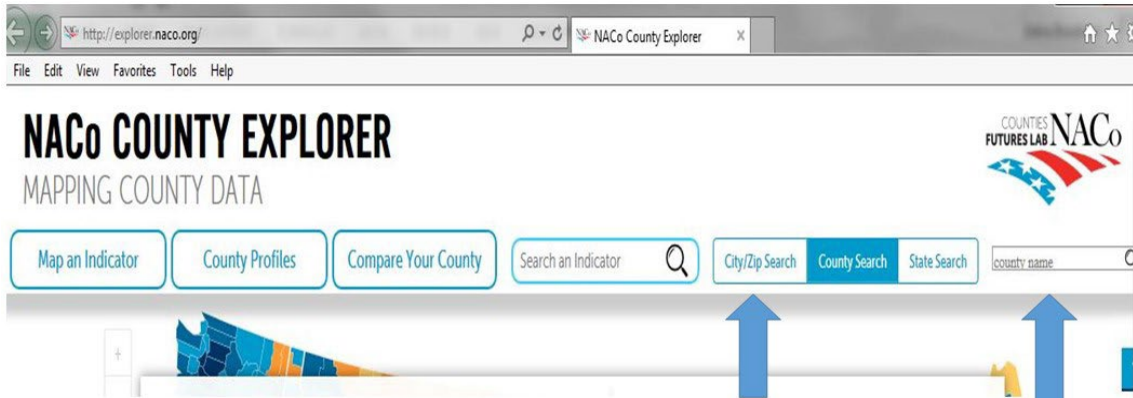 http://explorer.naco.org/
NACo County Explorer
File Edit View Favorites Tools Help
NACo COUNTY EXPLORER
MAPPING COUNTY DATA
COUNTIES
FUTURES LAB NACo
Map an Indicator
County Profiles
Compare Your County
Search an Indicator
City/Zip Search
County Search
State Search
county name